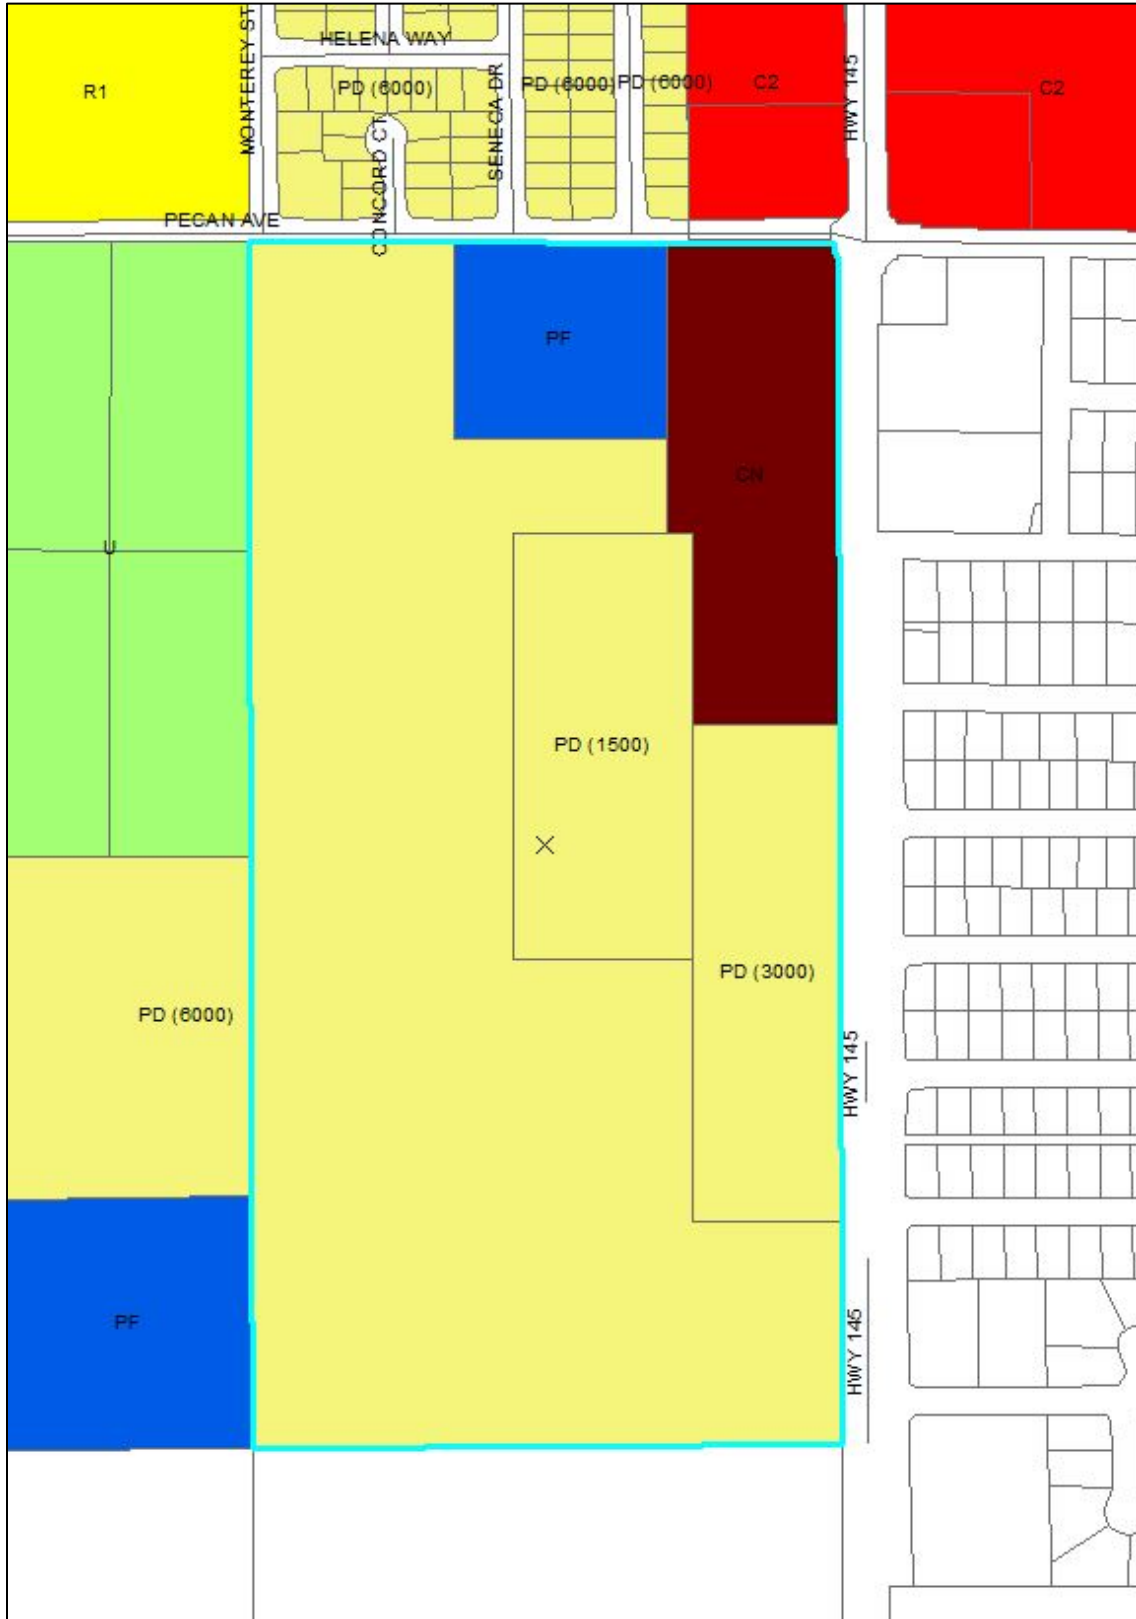 MONTEREY ST
HELENA WAY
R1
PD (6000)
PD (6000)
PD (6000)
C2
HWY 145
C2
CONCORD CT
SENECA DR
PECAN AVE
PF
CN
U
PD (1500)
PD (3000)
PD (6000)
HWY 145
PF
HWY 145